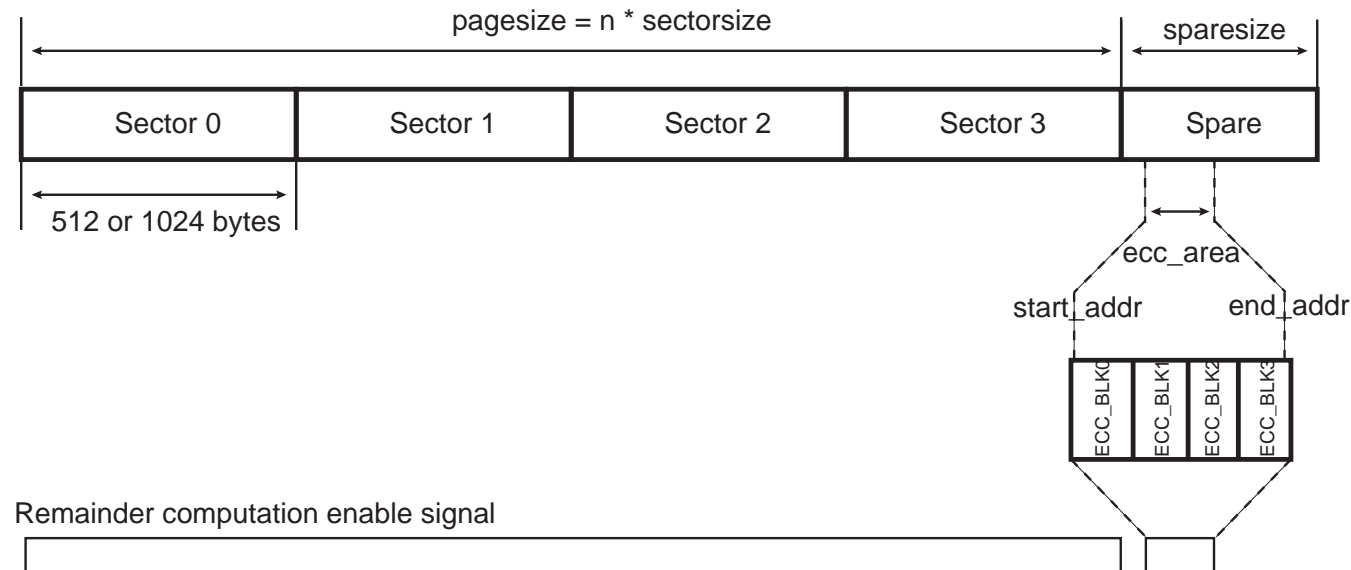 pagesize = n * sectorsize
sparesize
Sector 0
Sector 1
Sector 2
Sector 3
Spare
512 or 1024 bytes
ecc_area
start_addr
end_addr
ECC_BLK0
ECC_BLK1
ECC_BLK2
ECC_BLK3
Remainder computation enable signal